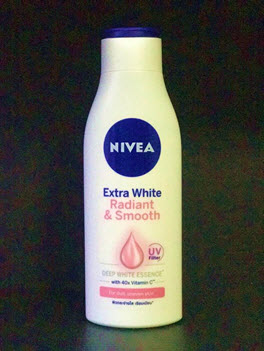 NIVEA
Extra White
Radiant
& Smooth
UV
Filter
DEEP WHITE ESSENCE
with 40x Vitamin C